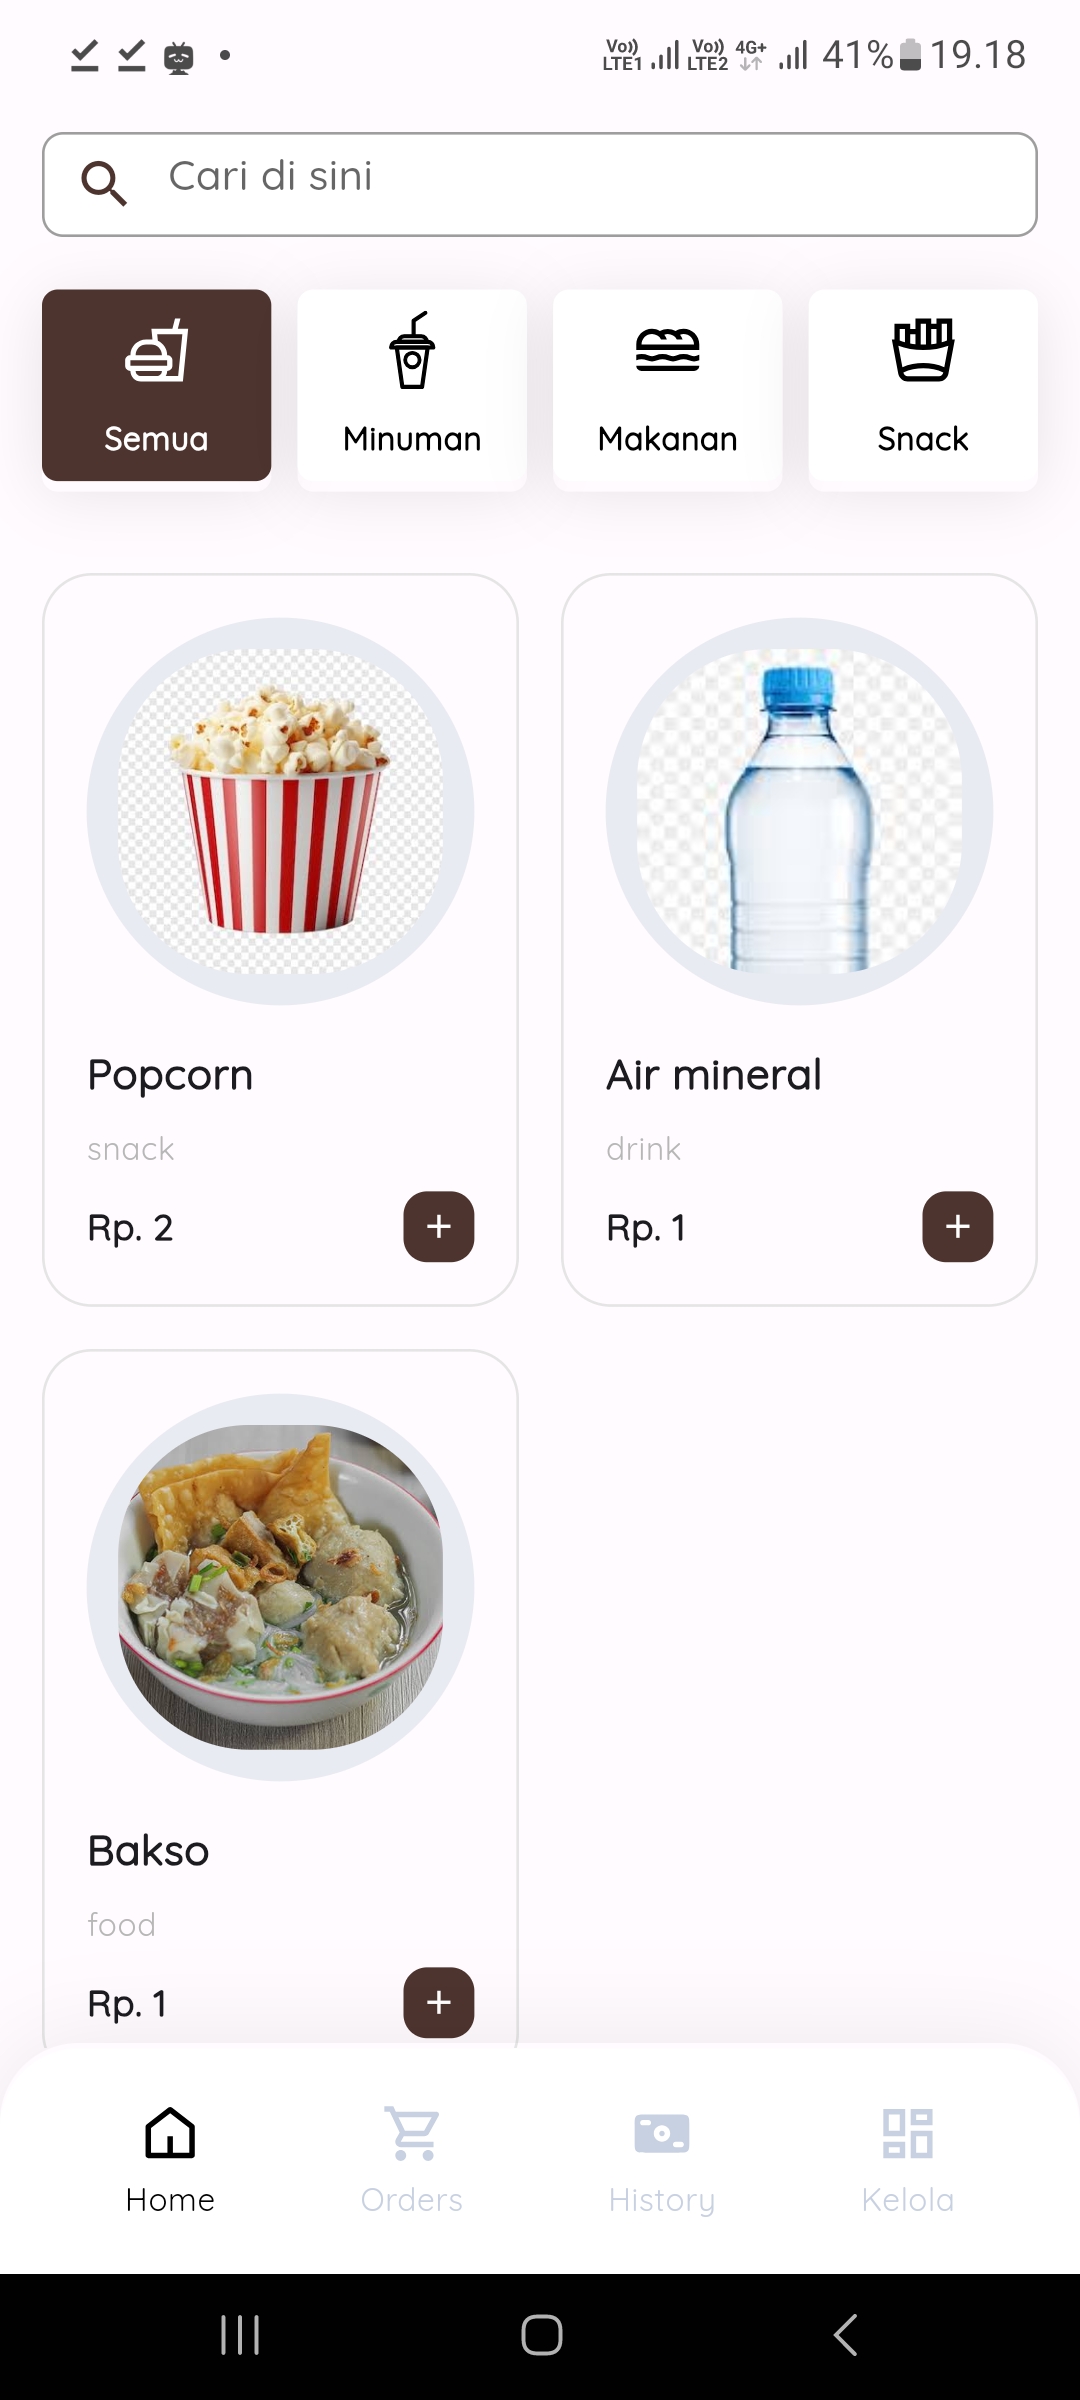 Vo)) LTE1 Vo)) LTE2 4G+ 41% 19.18
Cari di sini
Semua Minuman Makanan Snack
Popcorn
snack
Rp. 2 +
Air mineral
drink
Rp. 1 +
Bakso
food
Rp. 1 +
Home Orders History Kelola